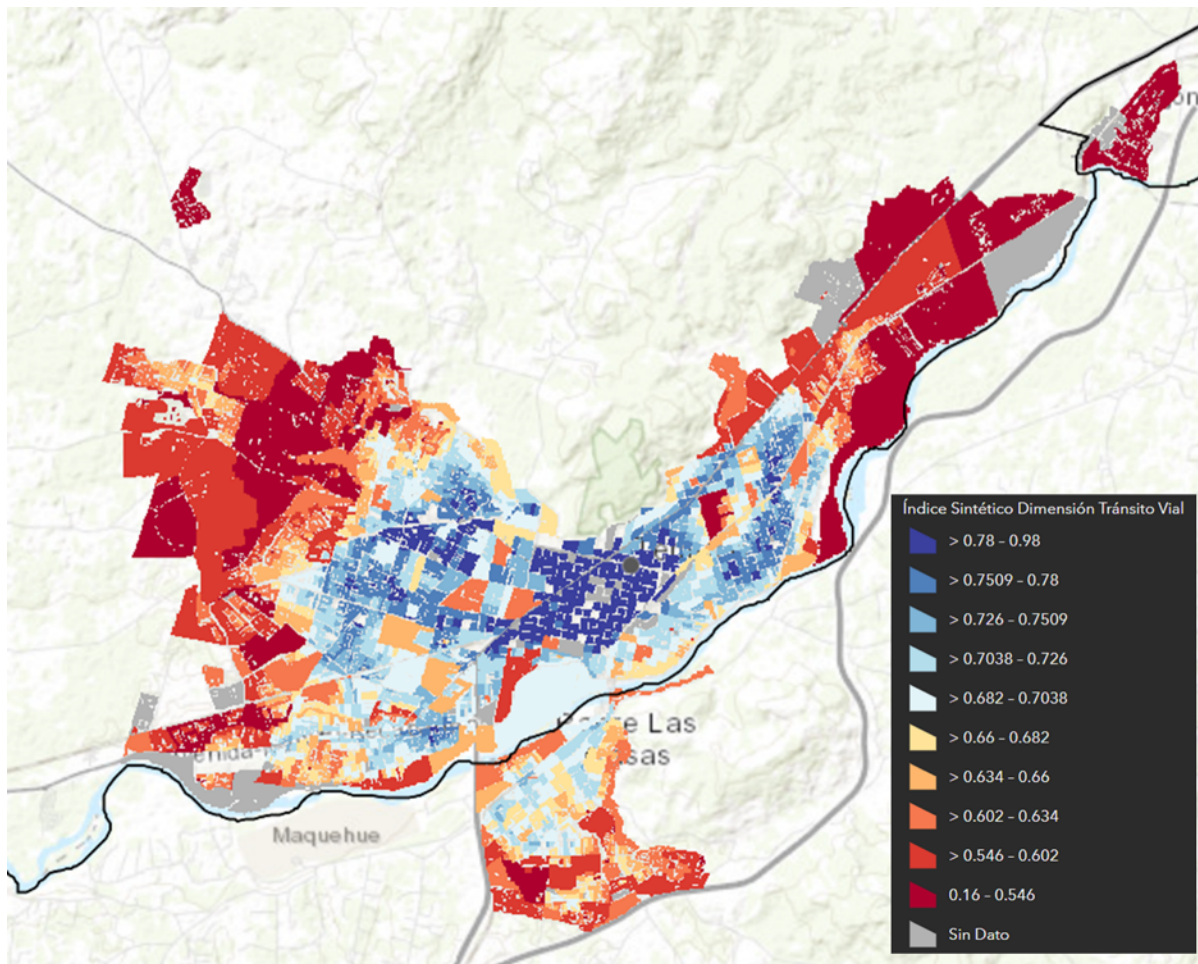 Índice Sintético Dimensión Tránsito Vial
> 0.78 – 0.98
> 0.7509 – 0.78
> 0.726 – 0.7509
> 0.7038 – 0.726
> 0.682 – 0.7038
> 0.66 – 0.682
> 0.634 – 0.66
> 0.602 – 0.634
> 0.546 – 0.602
0.16 – 0.546
Sin Dato
Las
Maquehue